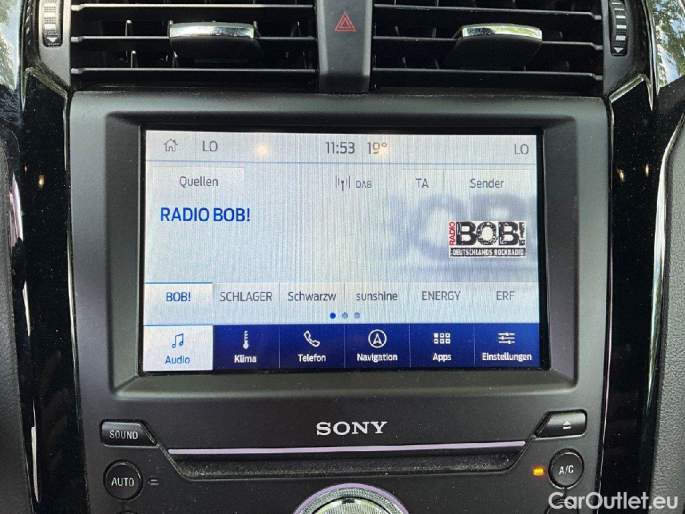 LO 11:53 19° LO
Quellen DAB TA Sender
RADIO BOB!
RADIO BOB!
DEUTSCHLANDS ROCKRADIO
BOB! SCHLAGER Schwarzw sunshine ENERGY ERF
Audio Klima Telefon Navigation Apps Einstellungen
SONY
SOUND
AUTO A/C
CarOutlet.eu